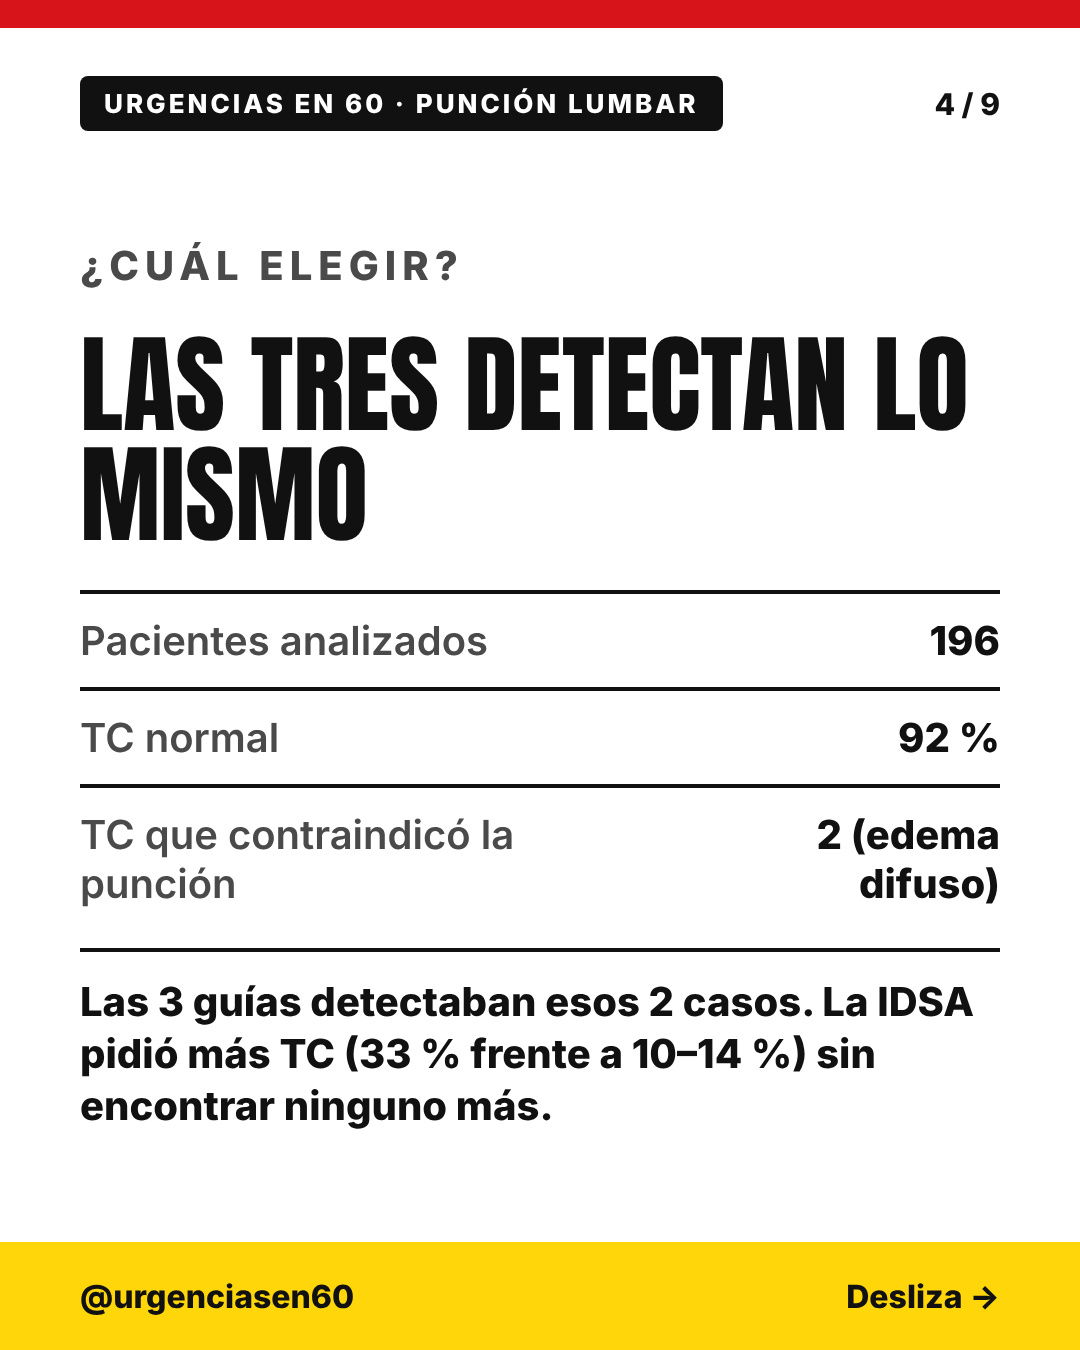 URGENCIAS EN 60 · PUNCIÓN LUMBAR
4 / 9
¿CUÁL ELEGIR?
LAS TRES DETECTAN LO
MISMO
Pacientes analizados 196
TC normal 92 %
TC que contraindicó la 2 (edema
punción difuso)
Las 3 guías detectaban esos 2 casos. La IDSA
pidió más TC (33 % frente a 10–14 %) sin
encontrar ninguno más.
@urgenciasen60 Desliza →